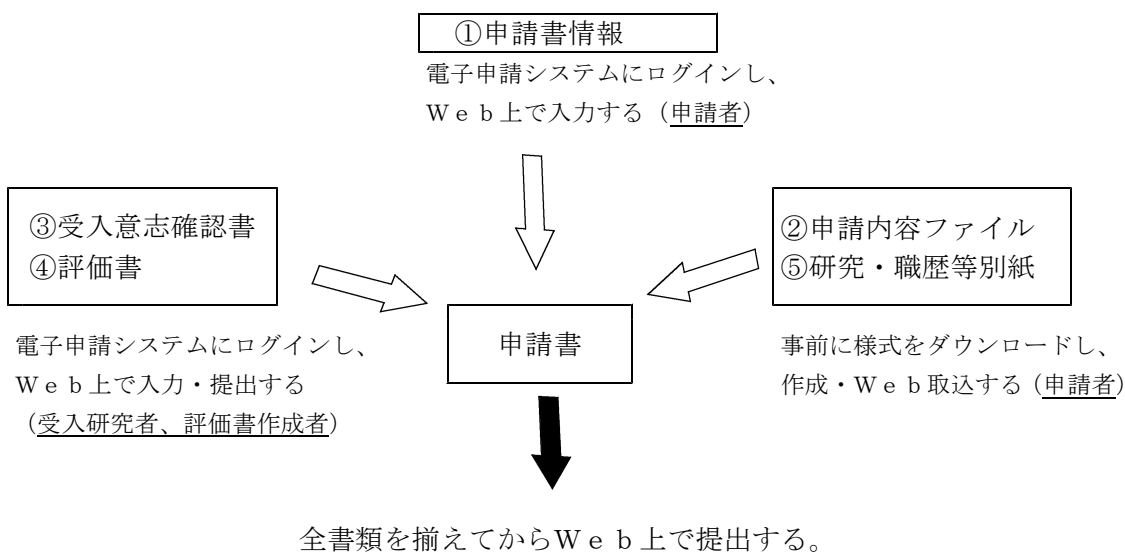 ①申請書情報
電子申請システムにログインし、
Ｗｅｂ上で入力する（申請者）
③受入意志確認書
④評価書
電子申請システムにログインし、
Ｗｅｂ上で入力・提出する
（受入研究者、評価書作成者）
②申請内容ファイル
⑤研究・職歴等別紙
事前に様式をダウンロードし、
作成・Ｗｅｂ取込する（申請者）
申請書
全書類を揃えてからＷｅｂ上で提出する。